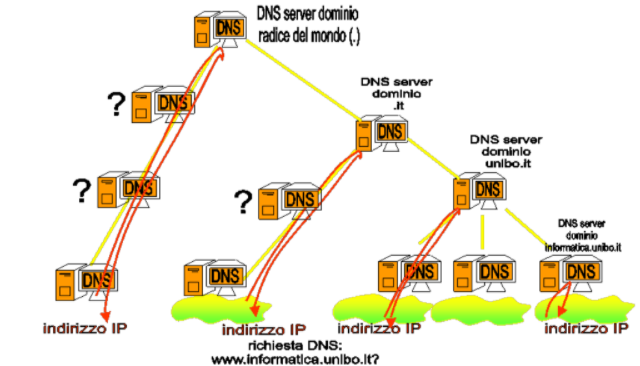 DNS server dominio
radice del mondo (.)
DNS
?
DNS
DNS server
dominio
.it
DNS
DNS server
dominio
unibo.it
?
DNS
?
DNS
DNS
DNS server
dominio
informatica.unibo.it
DNS
DNS
DNS
DNS
DNS
indirizzo IP
indirizzo IP
indirizzo IP
indirizzo IP
richiesta DNS:
www.informatica.unibo.it?